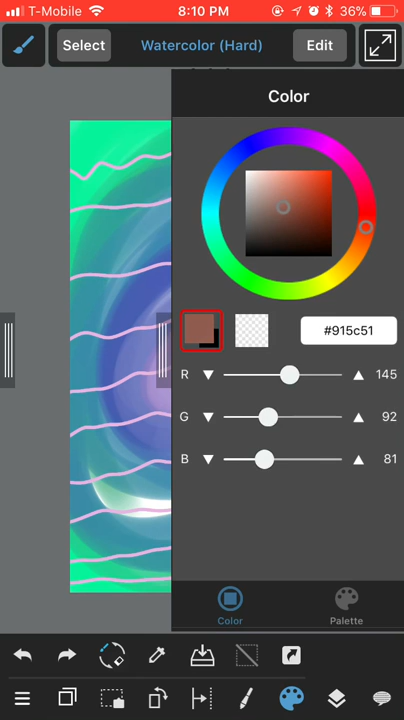 T-Mobile 8:10 PM 36%
Select Watercolor (Hard) Edit
Color
#915c51
R 145
G 92
B 81
Color Palette